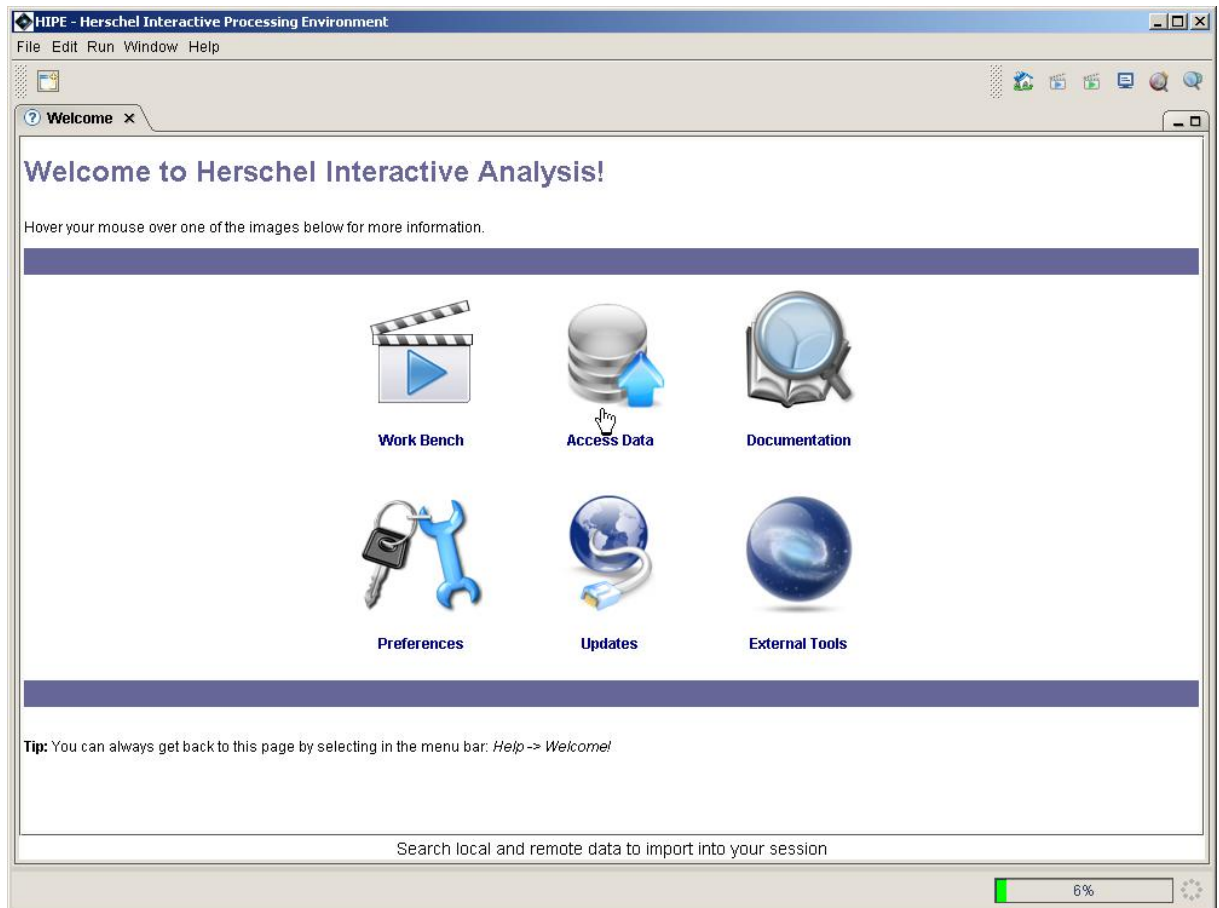 HIPE - Herschel Interactive Processing Environment
File Edit Run Window Help
Welcome
Welcome to Herschel Interactive Analysis!
Hover your mouse over one of the images below for more information.
Work Bench Access Data Documentation
Preferences Updates External Tools
Tip: You can always get back to this page by selecting in the menu bar: Help -> Welcome!
Search local and remote data to import into your session
6%